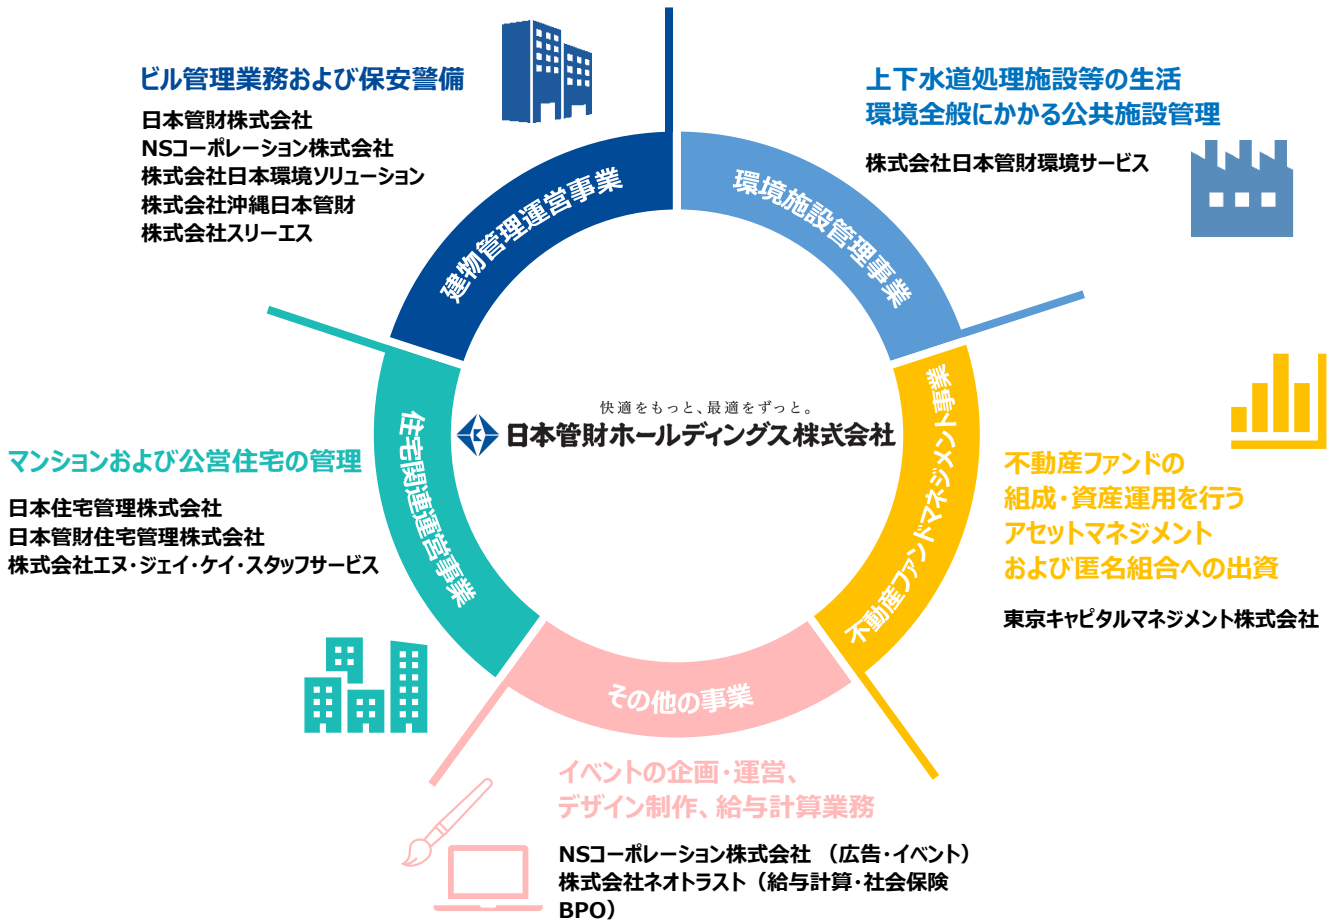 ビル管理業務および保安警備
日本管財株式会社
NSコーポレーション株式会社
株式会社日本環境ソリューション
株式会社沖縄日本管財
株式会社スリーエス
建物管理運営事業
上下水道処理施設等の生活
環境全般にかかる公共施設管理
株式会社日本管財環境サービス
環境施設管理事業
快適をもっと、最適をずっと。
日本管財ホールディングス株式会社
マンションおよび公営住宅の管理
日本住宅管理株式会社
日本管財住宅管理株式会社
株式会社エヌ・ジェイ・ケイ・スタッフサービス
住宅関連運営事業
不動産ファンドマネジメント事業
不動産ファンドの
組成・資産運用を行う
アセットマネジメント
および匿名組合への出資
東京キャピタルマネジメント株式会社
その他の事業
イベントの企画・運営、
デザイン制作、給与計算業務
NSコーポレーション株式会社 （広告・イベント）
株式会社ネオトラスト（給与計算・社会保険
BPO）